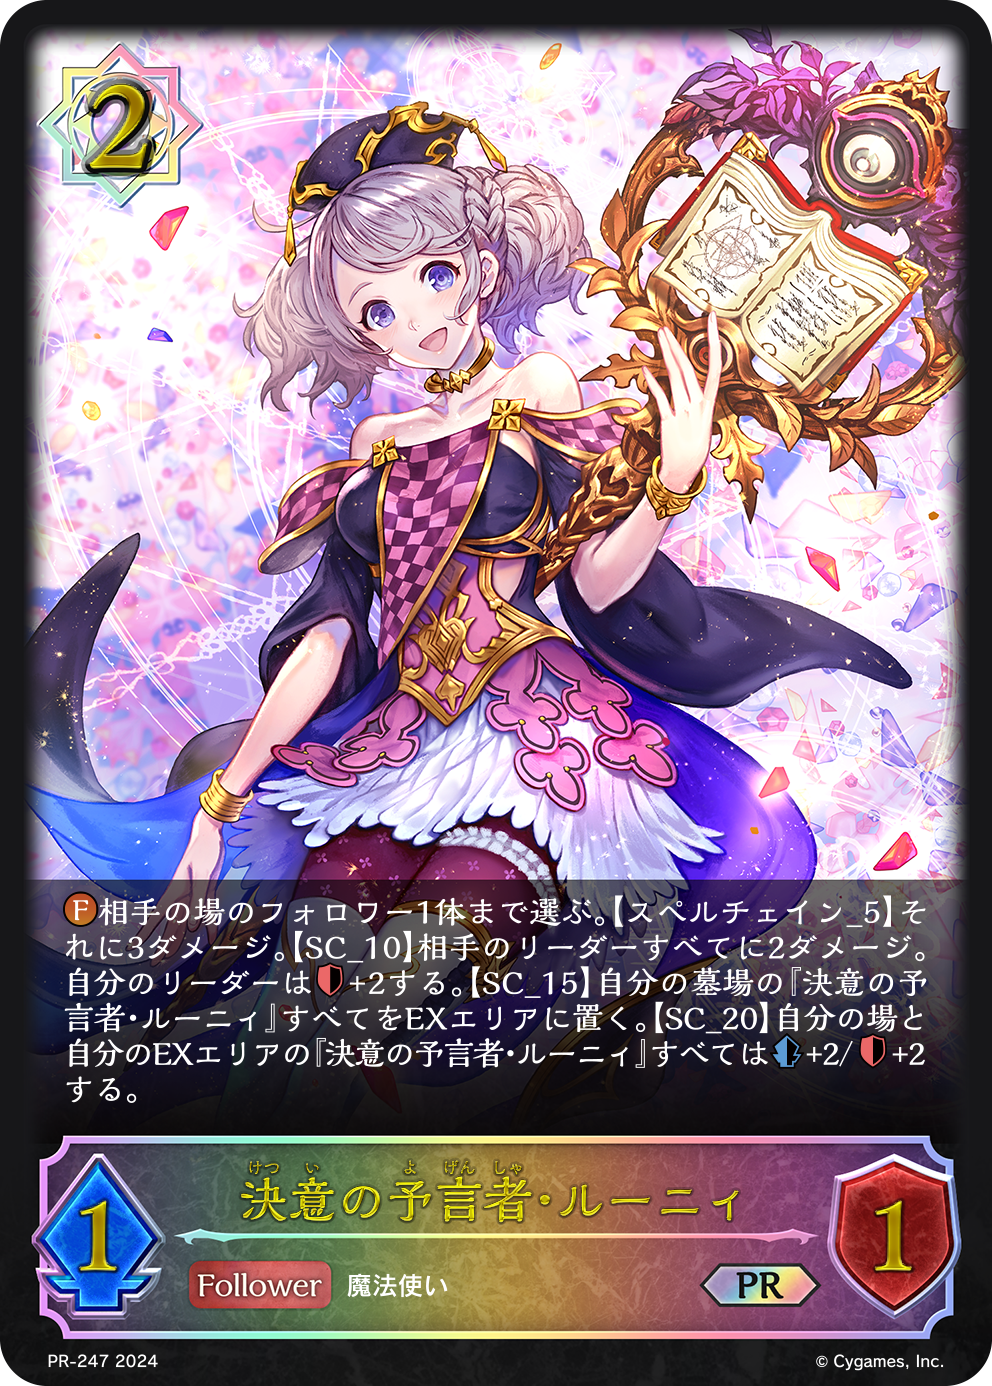 2
Ⓕ相手の場のフォロワー1体まで選ぶ。【スペルチェイン_5】そ
れに3ダメージ。【SC_10】相手のリーダーすべてに2ダメージ。
自分のリーダーは+2する。【SC_15】自分の墓場の『決意の予
言者・ルーニィ』すべてをEXエリアに置く。【SC_20】自分の場と
自分のEXエリアの『決意の予言者・ルーニィ』すべては+2/+2
する。
けつ い よ げん しゃ
決意の予言者・ルーニィ
1
1
Follower 魔法使い
PR
PR-247 2024
© Cygames, Inc.